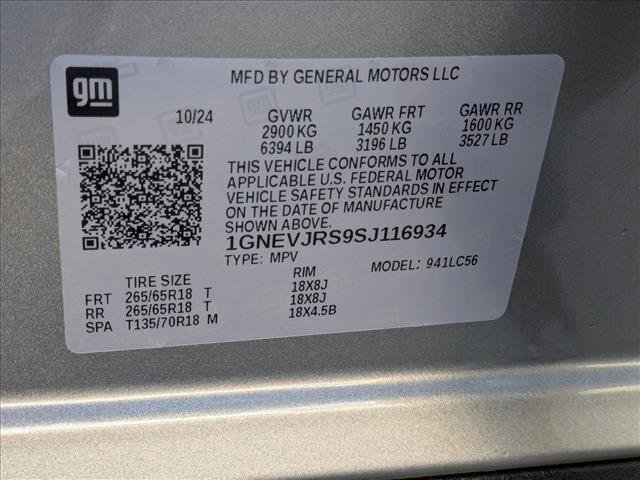 gm
MFD BY GENERAL MOTORS LLC
10/24 GVWR GAWR FRT GAWR RR
2900 KG 1450 KG 1600 KG
6394 LB 3196 LB 3527 LB
THIS VEHICLE CONFORMS TO ALL
APPLICABLE U.S. FEDERAL MOTOR
VEHICLE SAFETY STANDARDS IN EFFECT
ON THE DATE OF MANUFACTURE
SHOWN ABOVE.
1GNEVJRS9SJ116934
TYPE: MPV MODEL: 941LC56
TIRE SIZE RIM
FRT 265/65R18 T 18X8J
RR 265/65R18 T 18X8J
SPA T135/70R18 M 18X4.5B